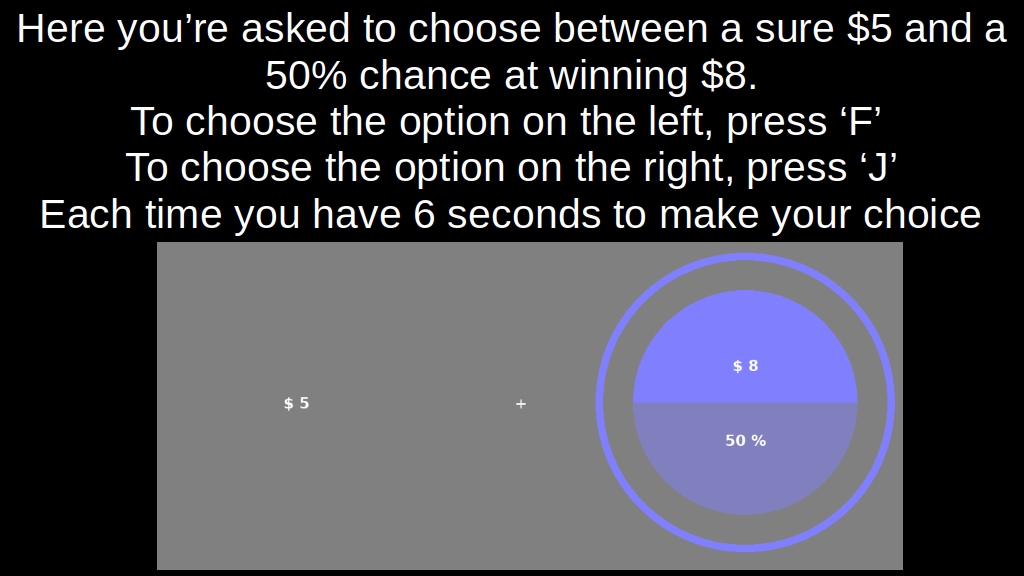 Here you’re asked to choose between a sure $5 and a
50% chance at winning $8.
To choose the option on the left, press ‘F’
To choose the option on the right, press ‘J’
Each time you have 6 seconds to make your choice
$ 8
$ 5
+
50 %